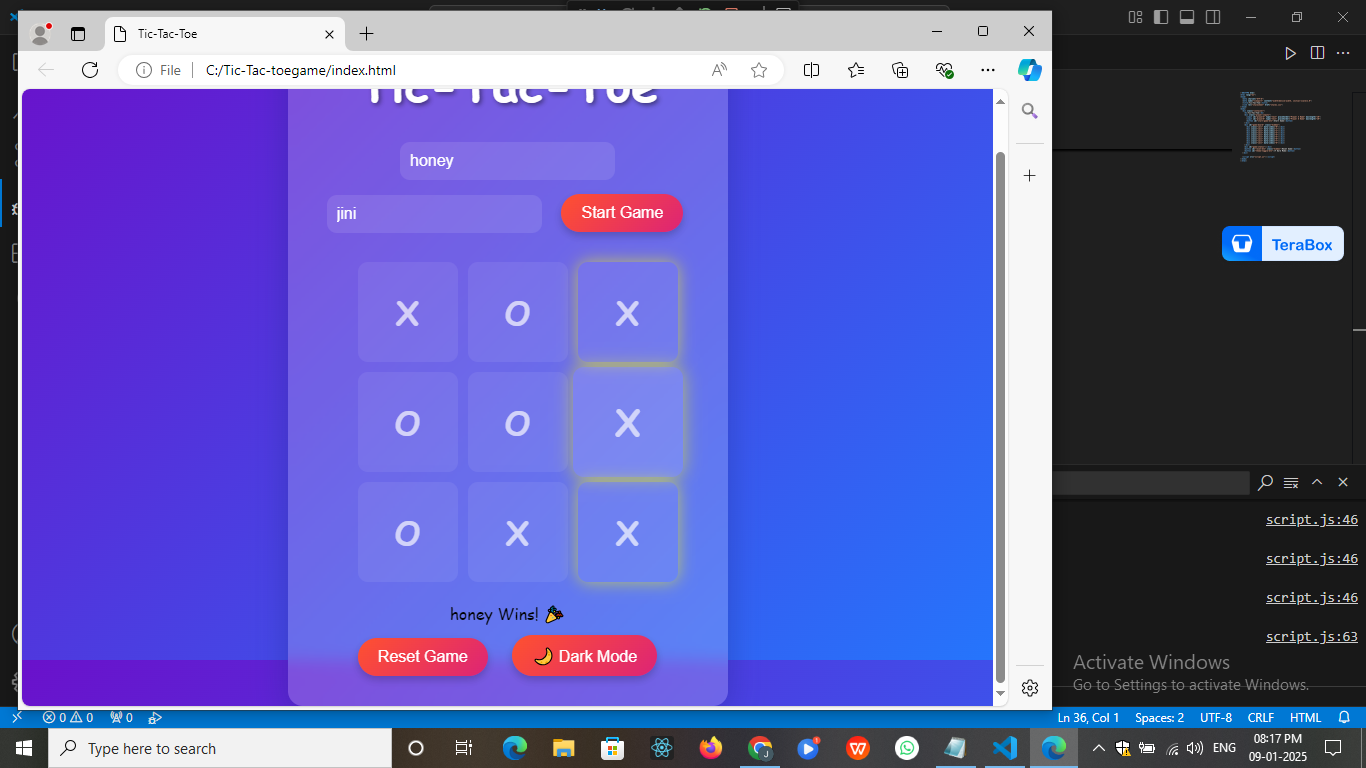 Tic-Tac-Toe
File C:/Tic-Tac-toegame/index.html
Tic-Tac-Toe
honey
jini
Start Game
X O X
O O X
O X X
honey Wins! 🎉
Reset Game
🌙 Dark Mode
TeraBox
script.js:46
script.js:46
script.js:46
script.js:63
Activate Windows
Go to Settings to activate Windows.
0 0 0
Ln 36, Col 1 Spaces: 2 UTF-8 CRLF HTML
Type here to search
ENG
08:17 PM
09-01-2025